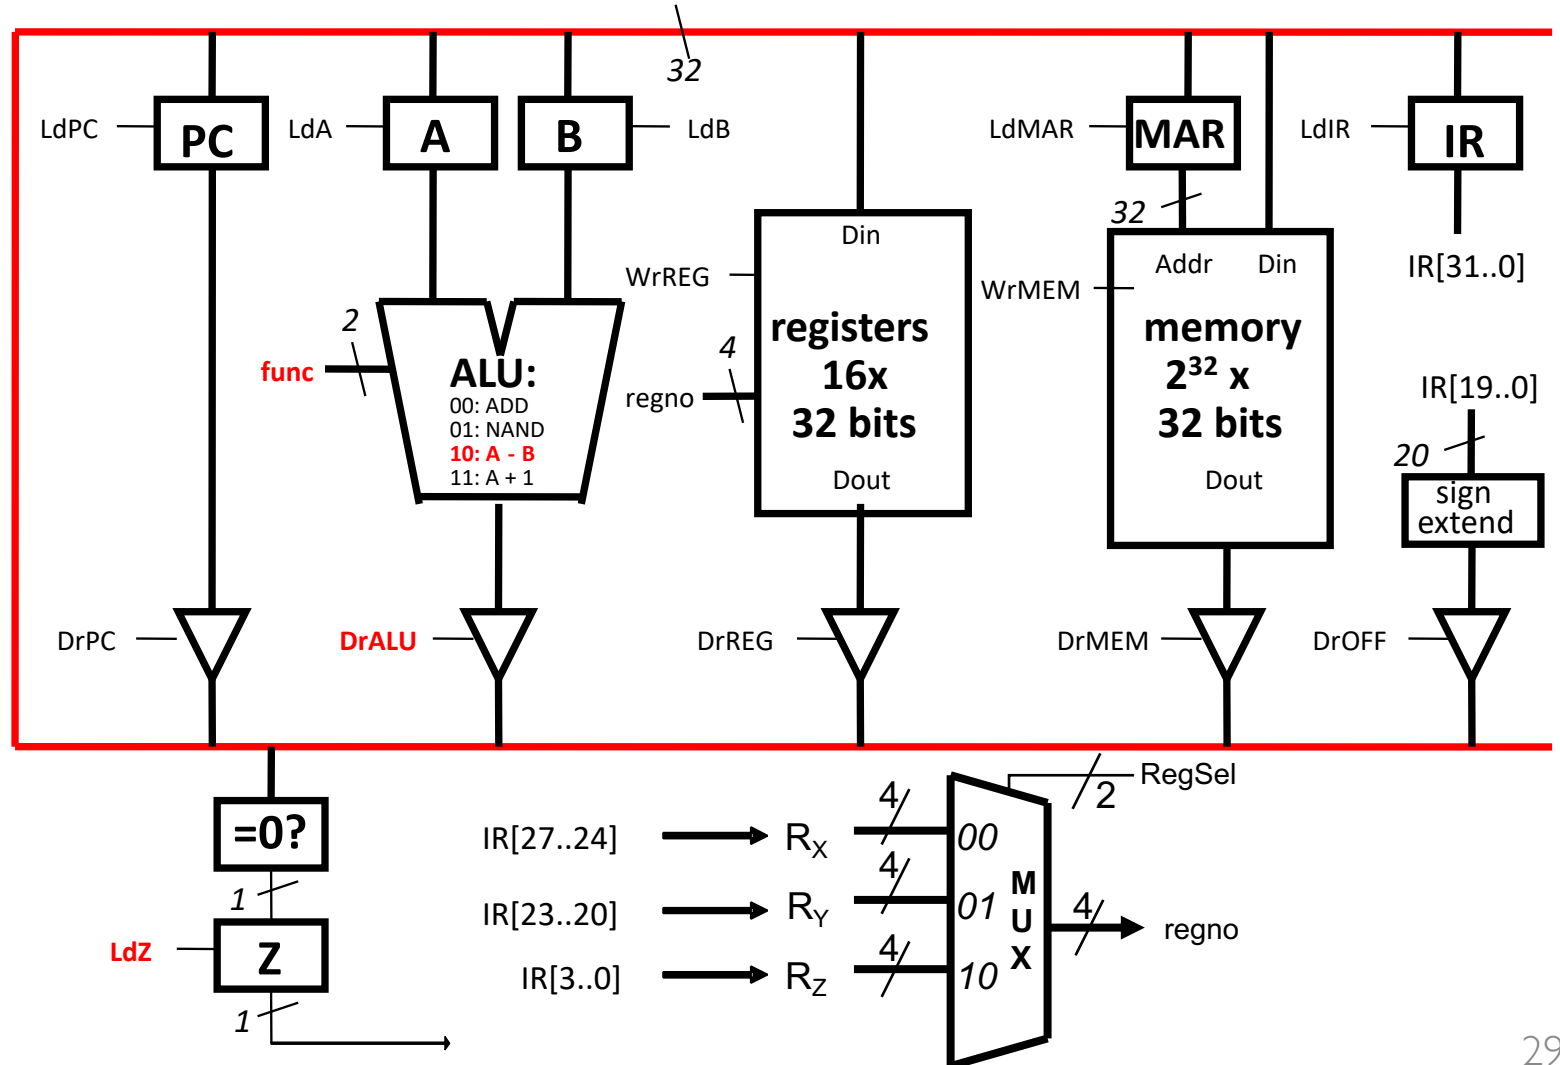 32
LdPC
PC
LdA
A
B
LdB
LdMAR
MAR
LdIR
IR
32
Din
WrREG
registers
16x
32 bits
4
regno
Dout
Addr Din
WrMEM
memory
2³² x
32 bits
Dout
IR[31..0]
2
func
ALU:
00: ADD
01: NAND
10: A - B
11: A + 1
IR[19..0]
20
sign
extend
DrPC
DrALU
DrREG
DrMEM
DrOFF
=0?
1
LdZ
Z
1
RegSel
2
IR[27..24]
R_X
4
00
IR[23..20]
R_Y
4
01
IR[3..0]
R_Z
4
10
M
U
X
4
regno
29